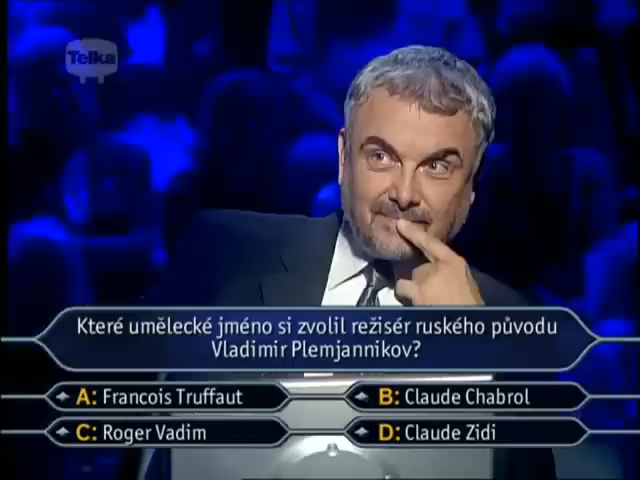 Telka
Které umělecké jméno si zvolil režisér ruského původu
Vladimir Plemjannikov?
A: Francois Truffaut
B: Claude Chabrol
C: Roger Vadim
D: Claude Zidi